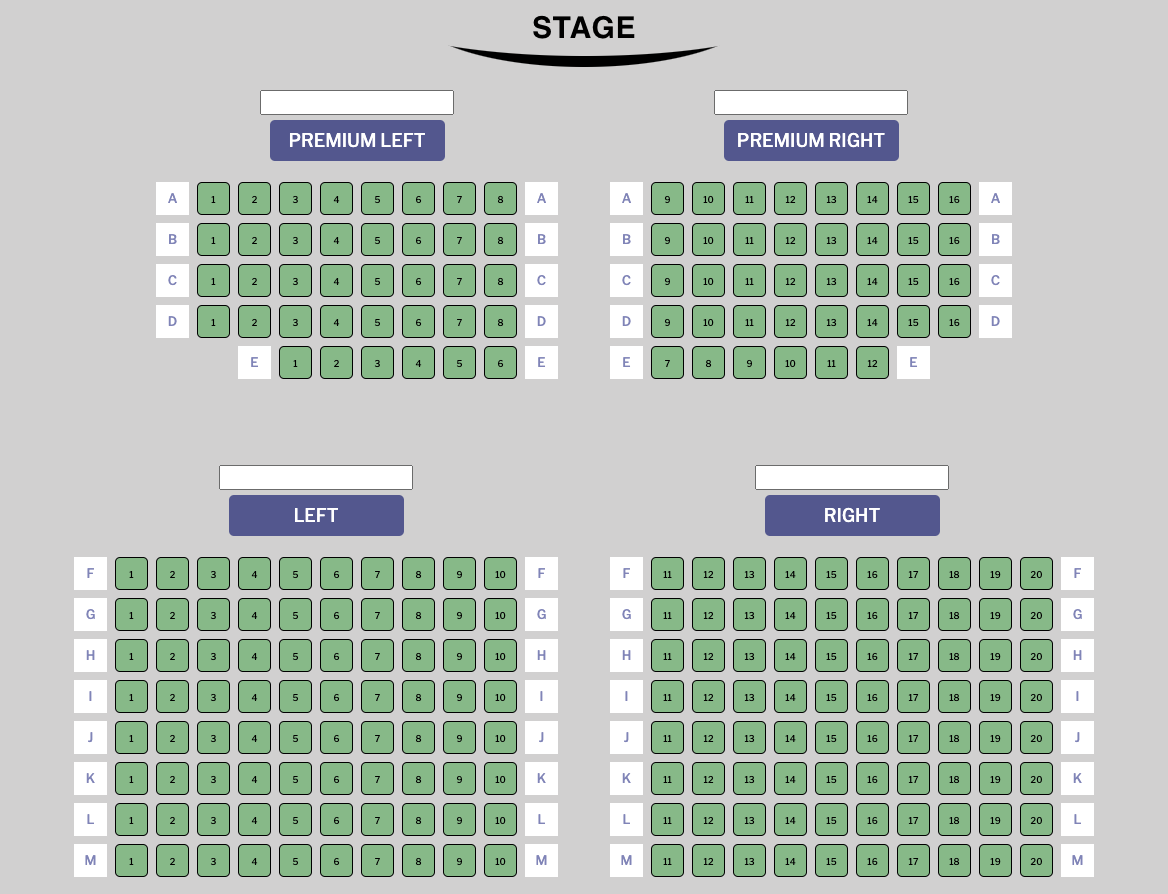 STAGE
PREMIUM LEFT PREMIUM RIGHT
A 1 2 3 4 5 6 7 8 A A 9 10 11 12 13 14 15 16 A
B 1 2 3 4 5 6 7 8 B B 9 10 11 12 13 14 15 16 B
C 1 2 3 4 5 6 7 8 C C 9 10 11 12 13 14 15 16 C
D 1 2 3 4 5 6 7 8 D D 9 10 11 12 13 14 15 16 D
E 1 2 3 4 5 6 E E 7 8 9 10 11 12 E
LEFT RIGHT
F 1 2 3 4 5 6 7 8 9 10 F F 11 12 13 14 15 16 17 18 19 20 F
G 1 2 3 4 5 6 7 8 9 10 G G 11 12 13 14 15 16 17 18 19 20 G
H 1 2 3 4 5 6 7 8 9 10 H H 11 12 13 14 15 16 17 18 19 20 H
I 1 2 3 4 5 6 7 8 9 10 I I 11 12 13 14 15 16 17 18 19 20 I
J 1 2 3 4 5 6 7 8 9 10 J J 11 12 13 14 15 16 17 18 19 20 J
K 1 2 3 4 5 6 7 8 9 10 K K 11 12 13 14 15 16 17 18 19 20 K
L 1 2 3 4 5 6 7 8 9 10 L L 11 12 13 14 15 16 17 18 19 20 L
M 1 2 3 4 5 6 7 8 9 10 M M 11 12 13 14 15 16 17 18 19 20 M